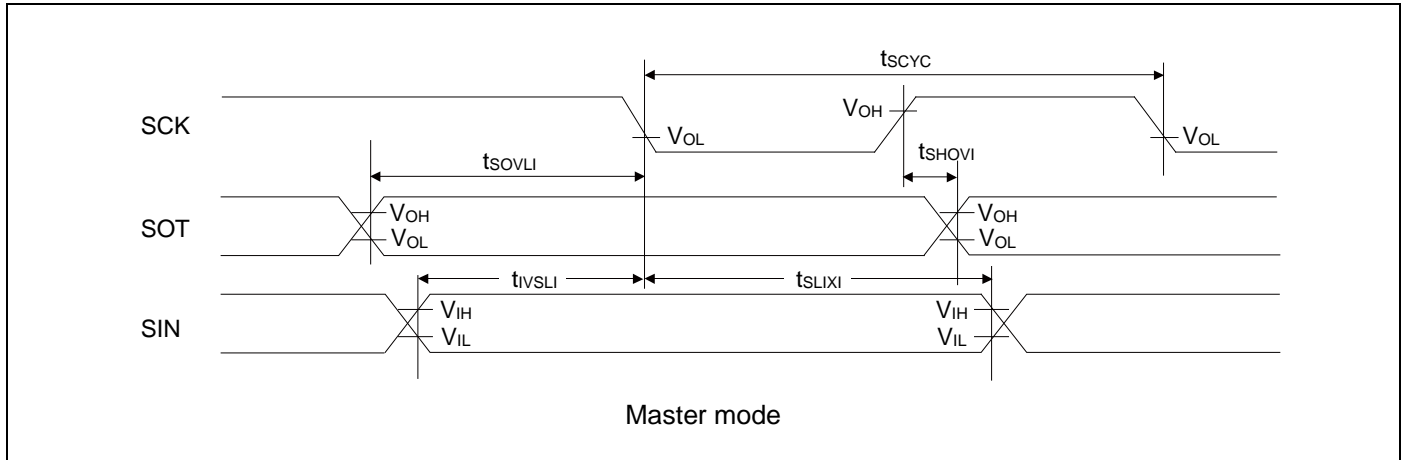 tSCYC
SCK
VOH
VOL
VOL
tSHOVI
tSOVLI
SOT
VOH
VOL
VOH
VOL
tIVSLI
tSLIXI
SIN
VIH
VIL
VIH
VIL
Master mode